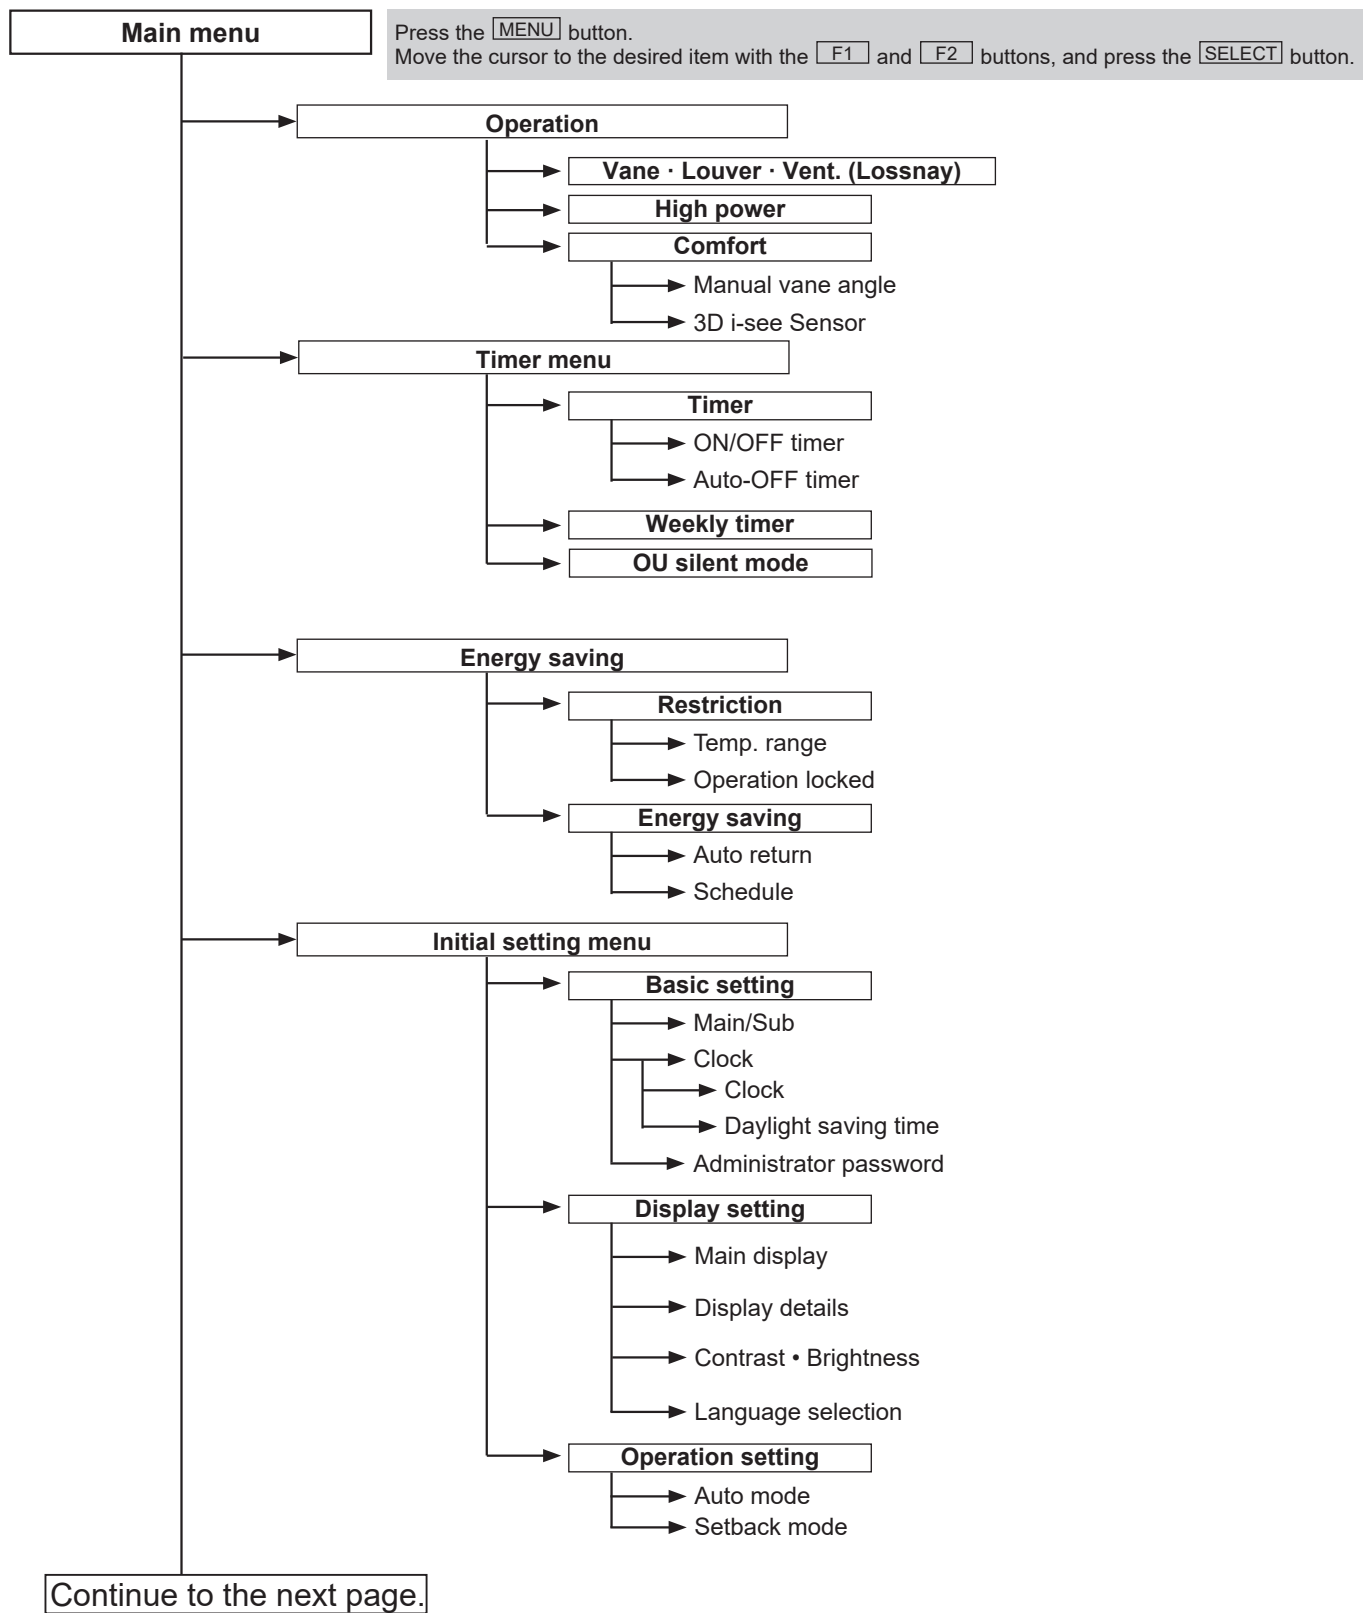 Main menu
Press the MENU button.
Move the cursor to the desired item with the F1 and F2 buttons, and press the SELECT button.
Operation
Vane · Louver · Vent. (Lossnay)
High power
Comfort
Manual vane angle
3D i-see Sensor
Timer menu
Timer
ON/OFF timer
Auto-OFF timer
Weekly timer
OU silent mode
Energy saving
Restriction
Temp. range
Operation locked
Energy saving
Auto return
Schedule
Initial setting menu
Basic setting
Main/Sub
Clock
Clock
Daylight saving time
Administrator password
Display setting
Main display
Display details
Contrast • Brightness
Language selection
Operation setting
Auto mode
Setback mode
Continue to the next page.